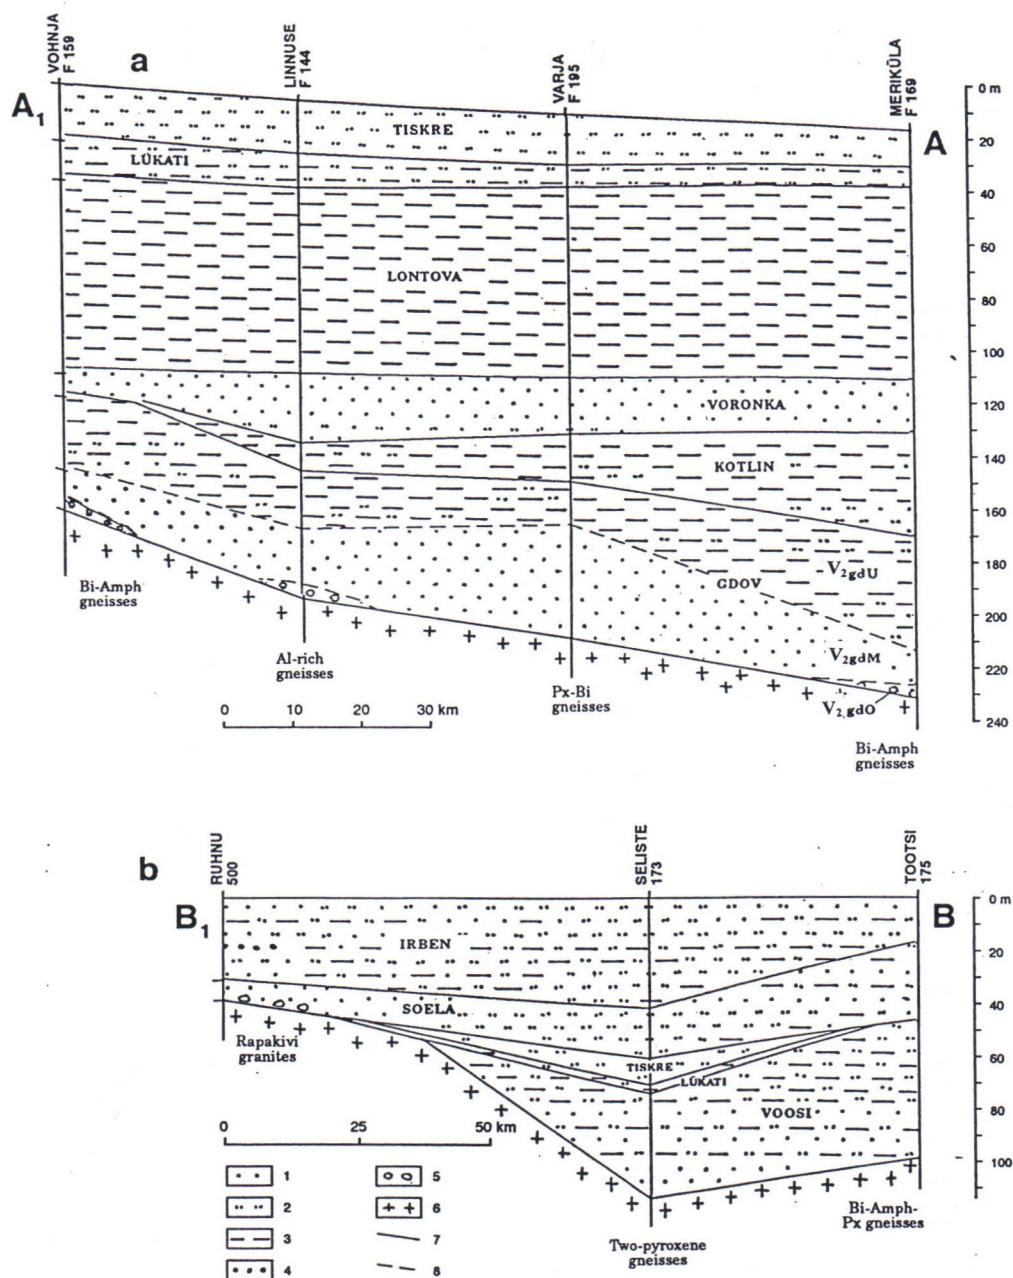 a
VOHNJA
F 159
LINNUSE
F 144
VARJA
F 195
MERIKÜLA
F 169
A1
A
0 m
20
40
60
80
100
120
140
160
180
200
220
240
TISKRE
LÜKATI
LONTOVA
VORONKA
KOTLIN
GDOV
V2gdU
V2gdM
V2gdO
Bi-Amph
gneisses
Al-rich
gneisses
Px-Bi
gneisses
Bi-Amph
gneisses
0 10 20 30 km
b
RUHNU
500
SELISTE
173
TOOTSI
175
B1
B
0 m
20
40
60
80
100
IRBEN
SOELA
TISKRE
LÜKATI
VOOSI
Rapakivi
granites
Two-pyroxene
gneisses
Bi-Amph-
Px gneisses
0 25 50 km
1
2
3
4
5
6
7
8